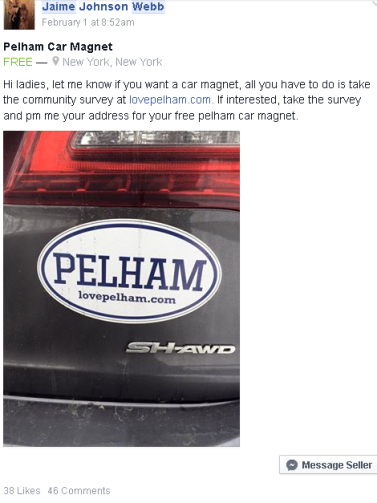 Jaime Johnson Webb
February 1 at 8:52am
Pelham Car Magnet
FREE — New York, New York
Hi ladies, let me know if you want a car magnet, all you have to do is take
the community survey at lovepelham.com. If interested, take the survey
and pm me your address for your free pelham car magnet.
PELHAM
lovepelham.com
SH-AWD
Message Seller
38 Likes 46 Comments